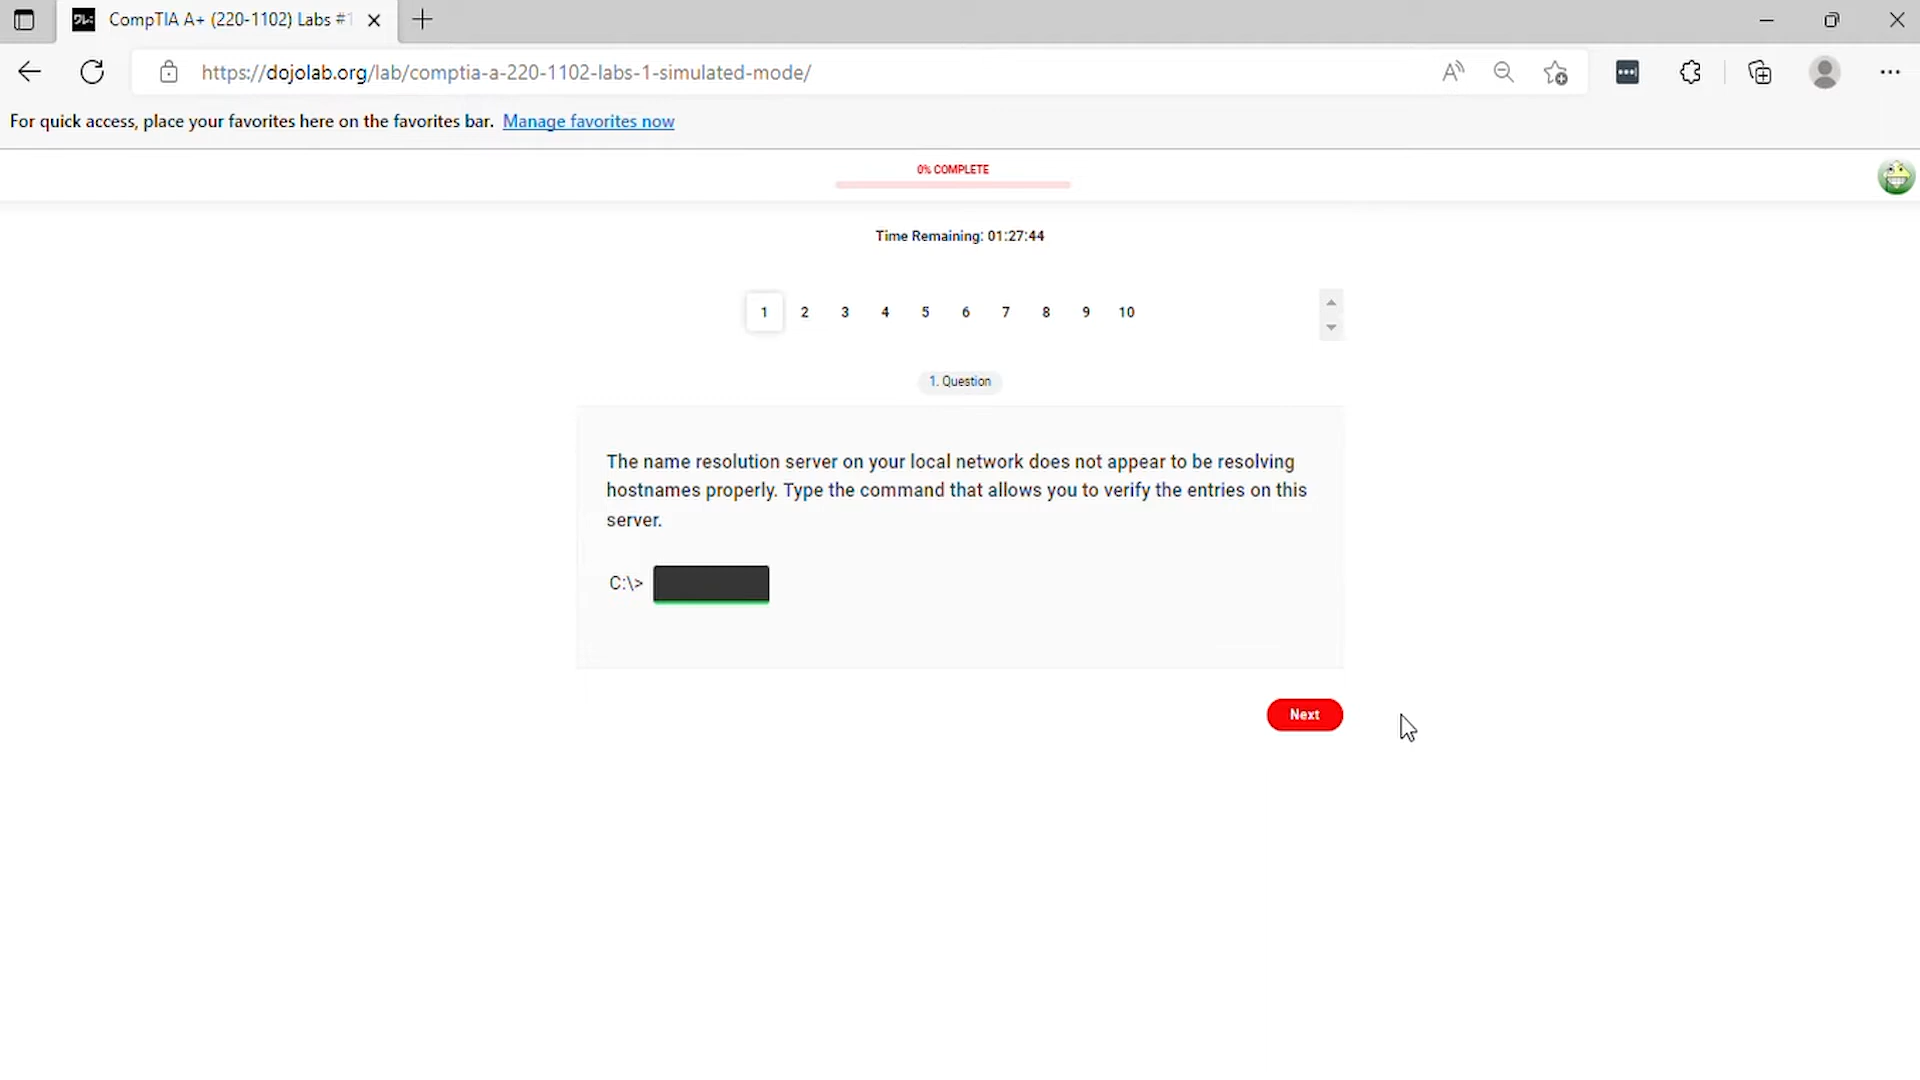 CompTIA A+ (220-1102) Labs #1
https://dojolab.org/lab/comptia-a-220-1102-labs-1-simulated-mode/
For quick access, place your favorites here on the favorites bar. Manage favorites now
0% COMPLETE
Time Remaining: 01:27:44
1 2 3 4 5 6 7 8 9 10
1. Question
The name resolution server on your local network does not appear to be resolving
hostnames properly. Type the command that allows you to verify the entries on this
server.
C:\>
Next